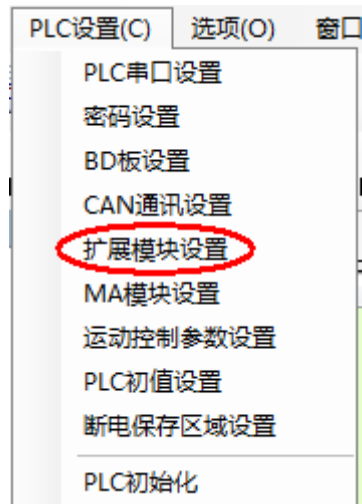 PLC设置(C) 选项(O) 窗口
PLC串口设置
密码设置
BD板设置
CAN通讯设置
扩展模块设置
MA模块设置
运动控制参数设置
PLC初值设置
断电保存区域设置
PLC初始化